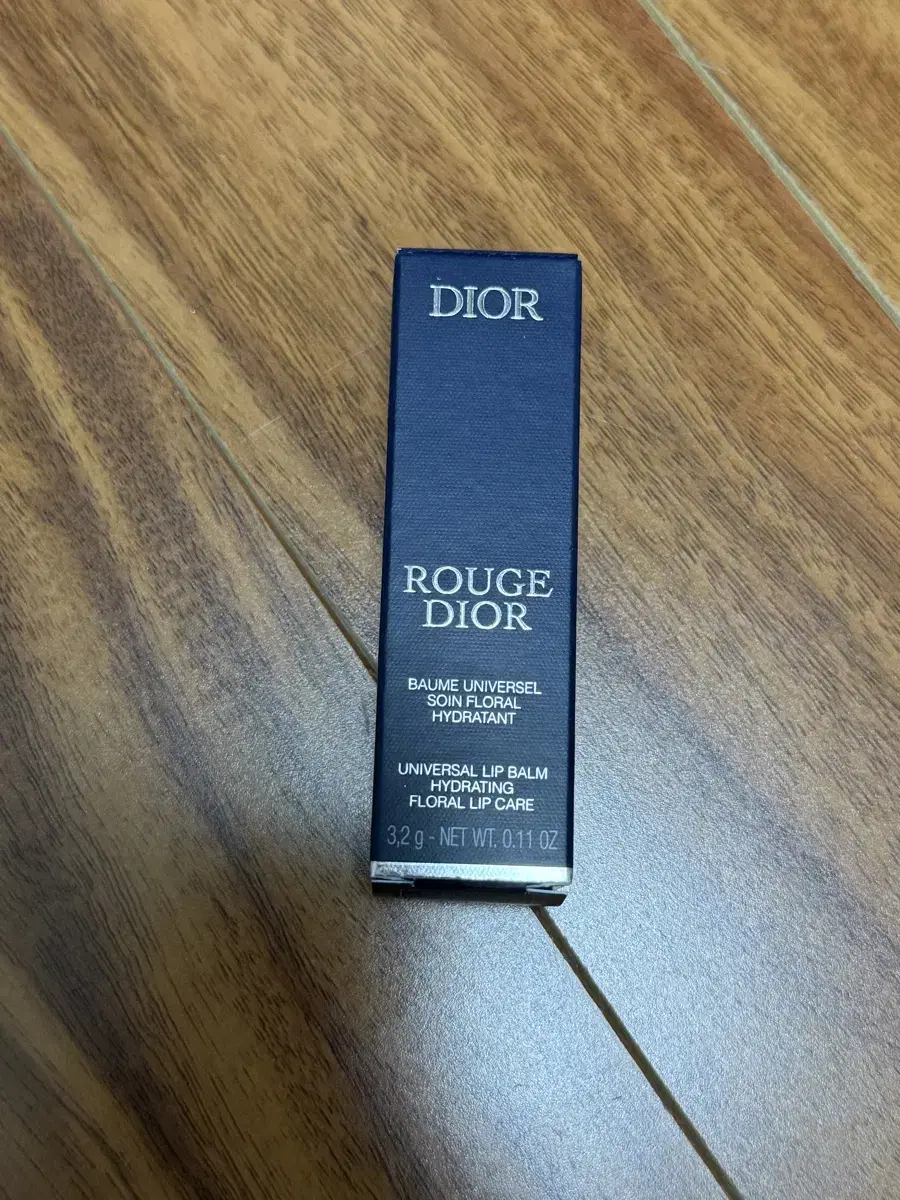 DIOR
ROUGE
DIOR
BAUME UNIVERSEL
SOIN FLORAL
HYDRATANT
UNIVERSAL LIP BALM
HYDRATING
FLORAL LIP CARE
3,2 g - NET WT. 0.11 OZ